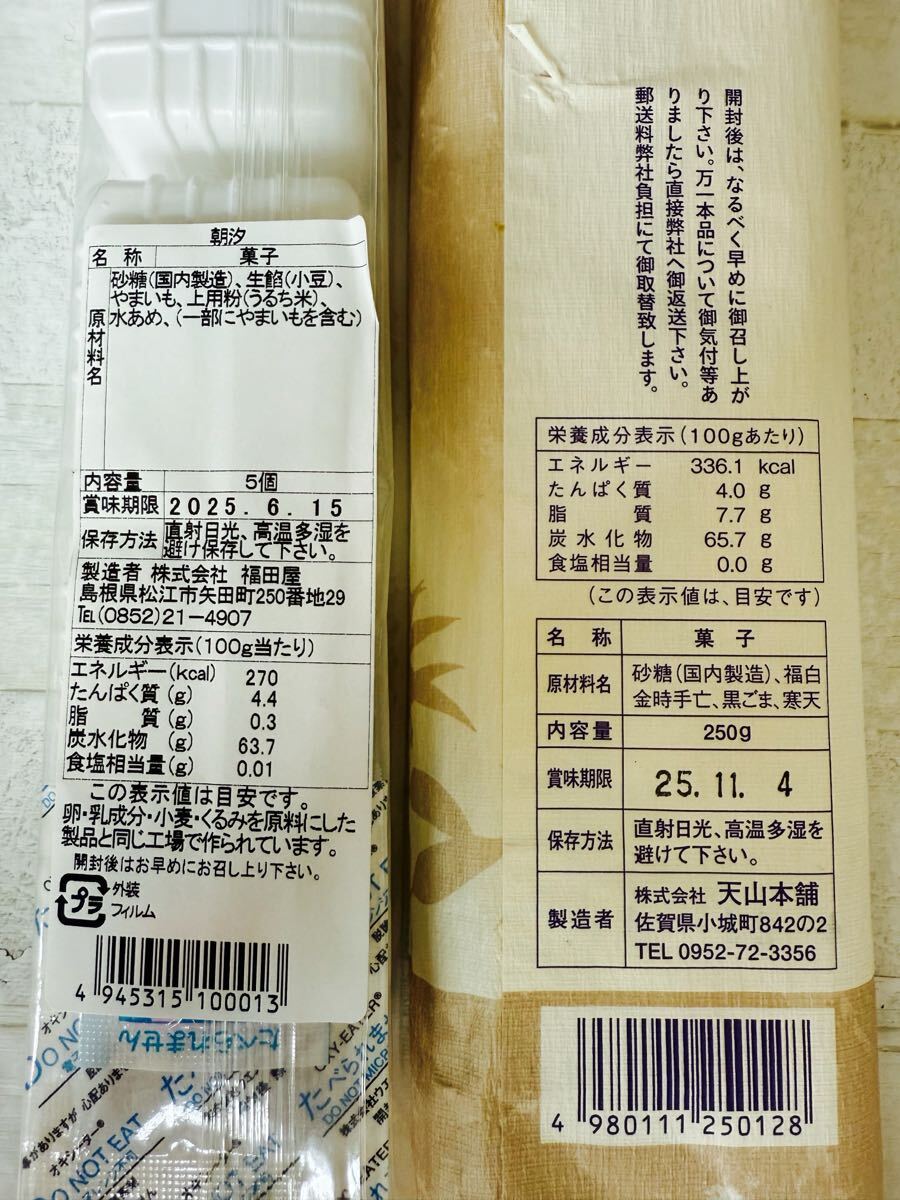 朝汐
名称 菓子
原材料名
砂糖(国内製造)、生餡(小豆)、
やまいも、上用粉(うるち米)、
水あめ、(一部にやまいもを含む)
内容量 5個
賞味期限 2025.6.15
保存方法 直射日光、高温多湿を
避け保存して下さい。
製造者 株式会社 福田屋
島根県松江市矢田町250番地29
TEL(0852)21-4907
栄養成分表示(100g当たり)
エネルギー(kcal) 270
たんぱく質(g) 4.4
脂質(g) 0.3
炭水化物(g) 63.7
食塩相当量(g) 0.01
この表示値は目安です。
卵・乳成分・小麦・くるみを原料にした
製品と同じ工場で作られています。
開封後はお早めにお召し上り下さい。
プラ
外装
フィルム
4 945315 100013
たべられません
DO NOT EAT
オキシーター®
開封後は、なるべく早めに御召し上が
り下さい。万一本品について御気付等あ
りましたら直接弊社へ御返送下さい。
郵送料弊社負担にて御取替致します。
栄養成分表示(100gあたり)
エネルギー 336.1 kcal
たんぱく質 4.0 g
脂質 7.7 g
炭水化物 65.7 g
食塩相当量 0.0 g
(この表示値は、目安です)
名称 菓子
原材料名 砂糖(国内製造)、福白
金時手亡、黒ごま、寒天
内容量 250g
賞味期限 25.11.4
保存方法 直射日光、高温多湿を
避けて下さい。
製造者 株式会社 天山本舗
佐賀県小城町842の2
TEL 0952-72-3356
4 980111 250128